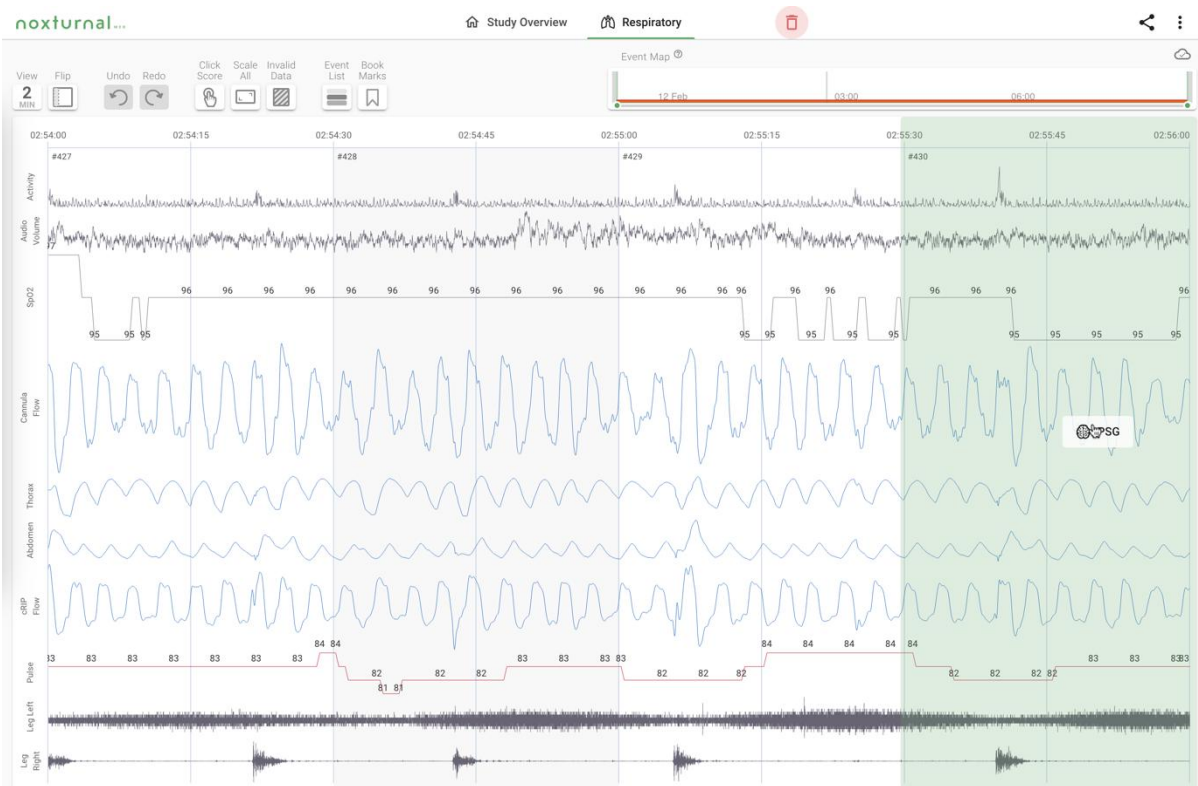 noxturnal
Study Overview
Respiratory
Event Map
View
2
MIN
Flip
Undo
Redo
Click
Score
Scale
All
Invalid
Data
Event
List
Book
Marks
12 Feb 03:00 06:00
02:54:00 02:54:15 02:54:30 02:54:45 02:55:00 02:55:15 02:55:30 02:55:45 02:56:00
#427 #428 #429 #430
Activity
Audio
Volume
SpO2
96 96 96 96 96 96 96 96 96 96 96 96 96 96 96 96 96 96 96 96 96
95 95 95 95 95 95 95 95 95 95 95 95 95
Cannula
Flow
PSG
Thorax
Abdomen
cRIP
Flow
84 84 84 84 84 84 84
83 83 83 83 83 83 83 83 83 83 83 83 83
Pulse
82 82 82 82 82 82 82 82 82
81 81
Leg Left
Leg
Right